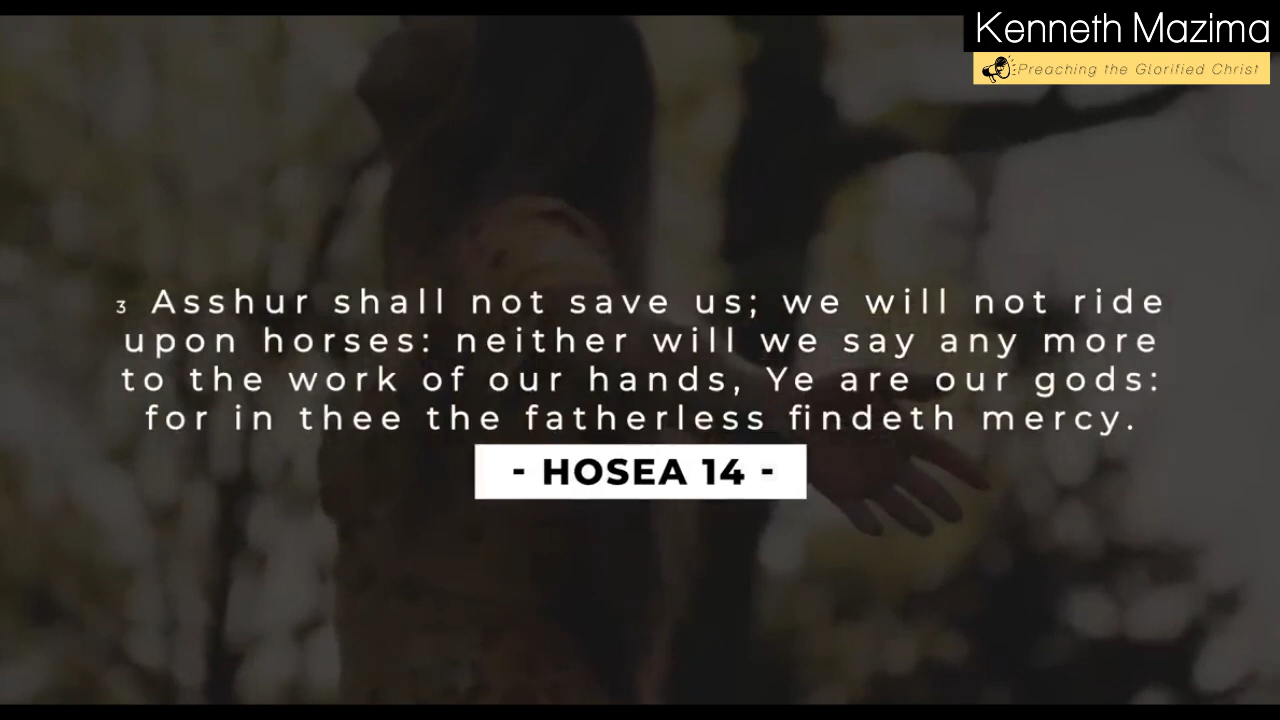 Kenneth Mazima
Preaching the Glorified Christ
3 Asshur shall not save us; we will not ride
upon horses: neither will we say any more
to the work of our hands, Ye are our gods:
for in thee the fatherless findeth mercy.
- HOSEA 14 -